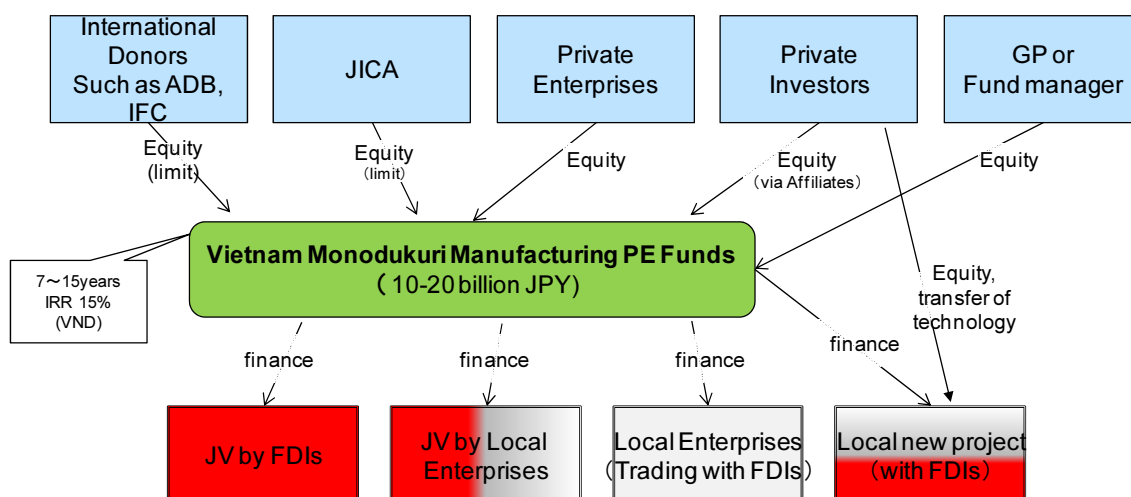 International
Donors
Such as ADB,
IFC
JICA
Private
Enterprises
Private
Investors
GP or
Fund manager
Equity
(limit)
Equity
(limit)
Equity
Equity
（via Affiliates）
Equity
Vietnam Monodukuri Manufacturing PE Funds
（ 10-20 billion JPY)
7～15years
IRR 15%
(VND)
Equity,
transfer of
technology
finance
finance
finance
finance
JV by FDIs
JV by Local
Enterprises
Local Enterprises
（Trading with FDIs）
Local new project
（with FDIs）